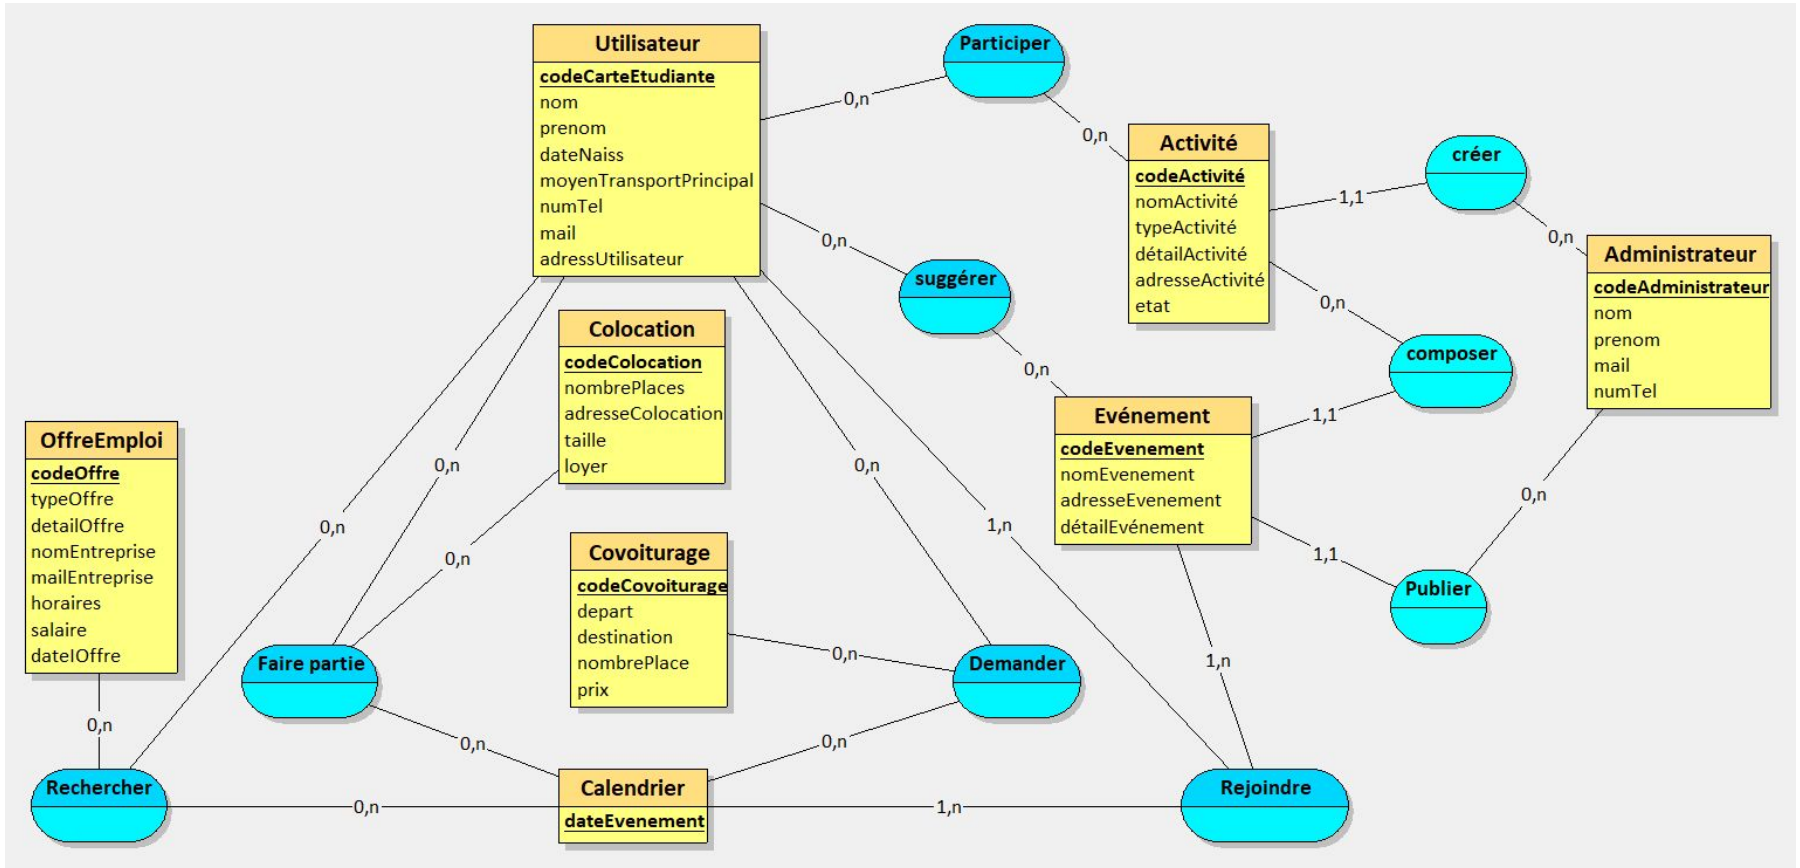 Utilisateur
codeCarteEtudiante
nom
prenom
dateNaiss
moyenTransportPrincipal
numTel
mail
adressUtilisateur
Participer
0,n
0,n
Activité
codeActivité
nomActivité
typeActivité
détailActivité
adresseActivité
etat
créer
1,1
0,n
Administrateur
codeAdministrateur
nom
prenom
mail
numTel
0,n
suggérer
0,n
0,n
composer
1,1
Evénement
codeEvenement
nomEvenement
adresseEvenement
détailEvénement
0,n
1,1
Publier
Colocation
codeColocation
nombrePlaces
adresseColocation
taille
loyer
OffreEmploi
codeOffre
typeOffre
detailOffre
nomEntreprise
mailEntreprise
horaires
salaire
dateIOffre
0,n
0,n
0,n
0,n
1,n
Covoiturage
codeCovoiturage
depart
destination
nombrePlace
prix
0,n
Faire partie
0,n
Demander
1,n
0,n
0,n
0,n
Rechercher
0,n
Calendrier
dateEvenement
1,n
Rejoindre